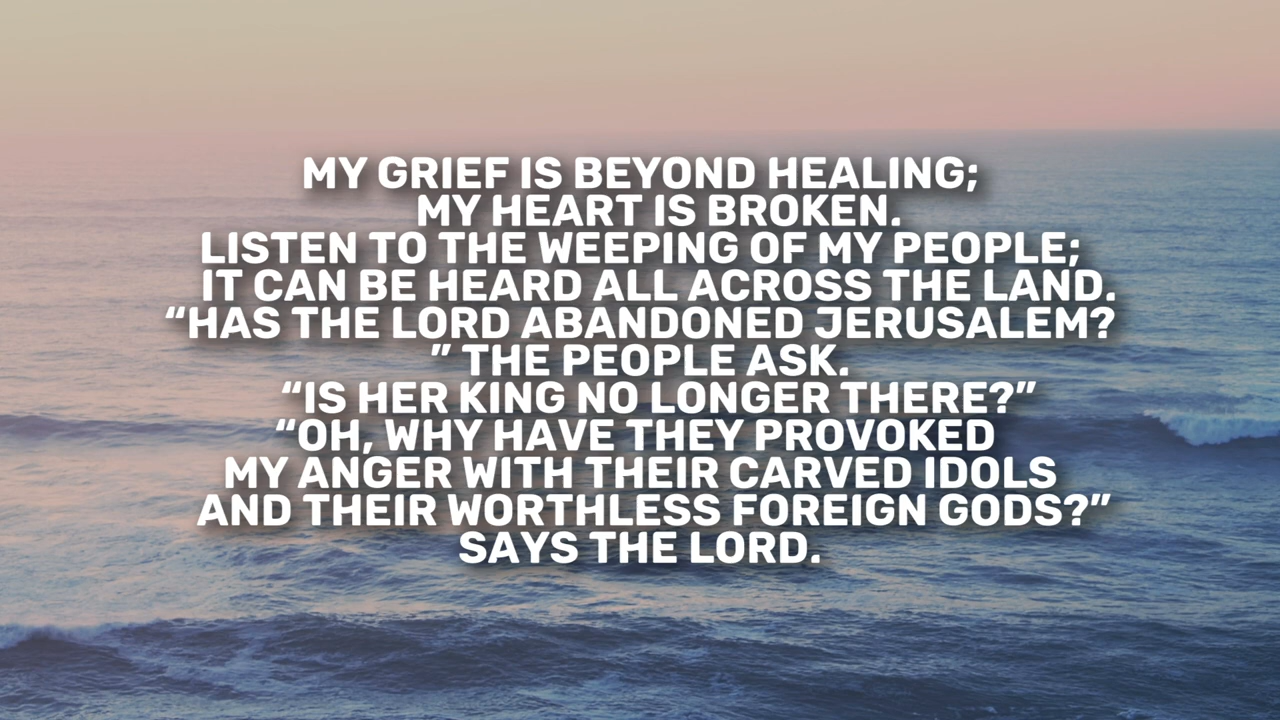 MY GRIEF IS BEYOND HEALING;
MY HEART IS BROKEN.
LISTEN TO THE WEEPING OF MY PEOPLE;
IT CAN BE HEARD ALL ACROSS THE LAND.
“HAS THE LORD ABANDONED JERUSALEM?
” THE PEOPLE ASK.
“IS HER KING NO LONGER THERE?”
“OH, WHY HAVE THEY PROVOKED
MY ANGER WITH THEIR CARVED IDOLS
AND THEIR WORTHLESS FOREIGN GODS?”
SAYS THE LORD.